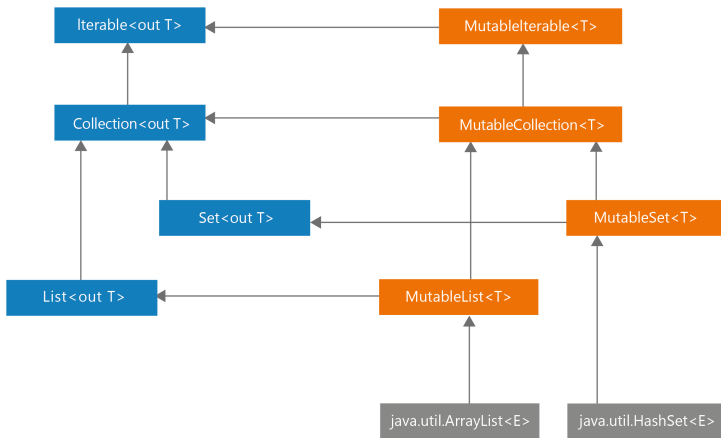 Iterable<out T>
MutableIterable<T>
Collection<out T>
MutableCollection<T>
Set<out T>
MutableSet<T>
List<out T>
MutableList<T>
java.util.ArrayList<E>
java.util.HashSet<E>